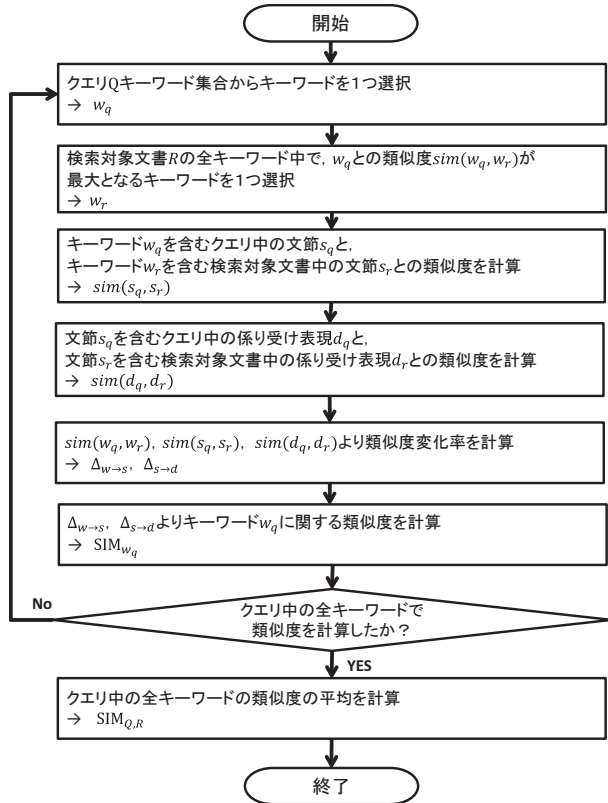 開始
クエリQキーワード集合からキーワードを1つ選択
→ w_q
検索対象文書Rの全キーワード中で, w_qとの類似度sim(w_q, w_r)が
最大となるキーワードを1つ選択
→ w_r
キーワードw_qを含むクエリ中の文節s_qと,
キーワードw_rを含む検索対象文書中の文節s_rとの類似度を計算
→ sim(s_q, s_r)
文節s_qを含むクエリ中の係り受け表現d_qと,
文節s_rを含む検索対象文書中の係り受け表現d_rとの類似度を計算
→ sim(d_q, d_r)
sim(w_q, w_r), sim(s_q, s_r), sim(d_q, d_r)より類似度変化率を計算
→ Δ_{w→s}, Δ_{s→d}
Δ_{w→s}, Δ_{s→d}よりキーワードw_qに関する類似度を計算
→ SIM_{w_q}
No
クエリ中の全キーワードで
類似度を計算したか？
YES
クエリ中の全キーワードの類似度の平均を計算
→ SIM_{Q,R}
終了